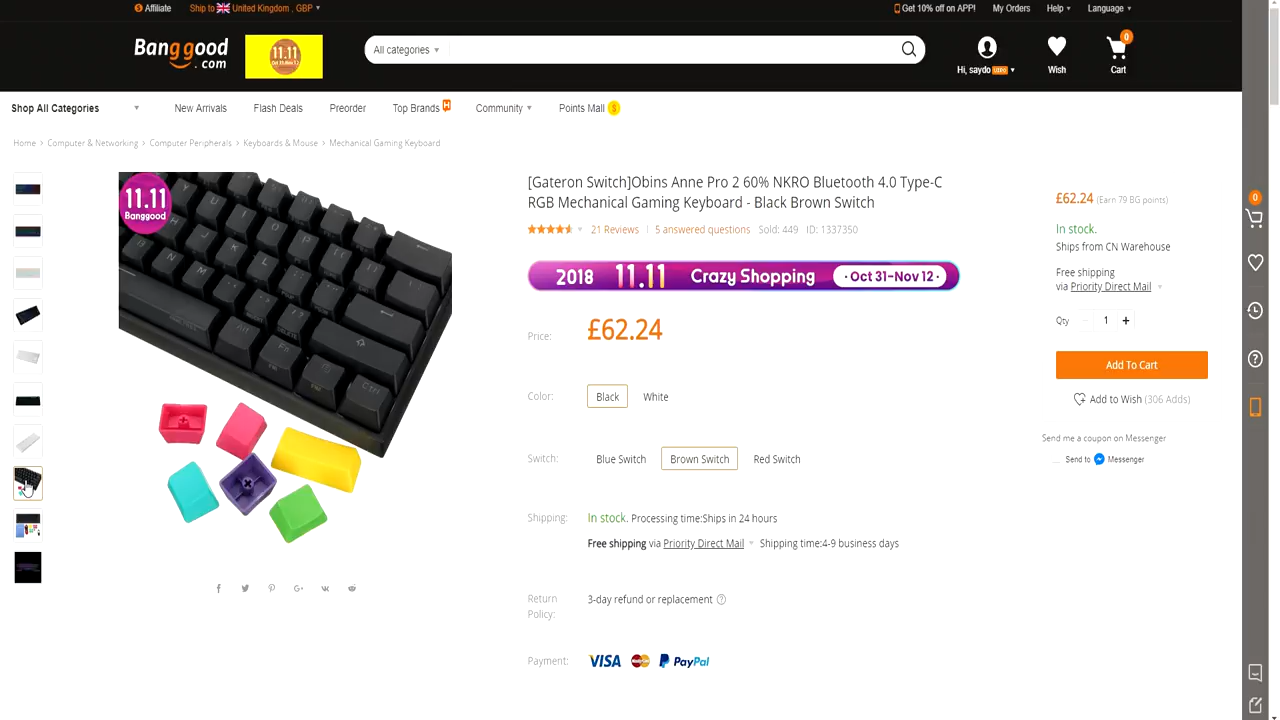 Affiliate
Ship to United Kingdom , GBP
Get 10% off on APP!
My Orders
Help
Language
Banggood
.com
11.11
All categories
0
Hi, saydo
Wish
Cart
Shop All Categories
New Arrivals
Flash Deals
Preorder
Top Brands
Community
Points Mall
Home > Computer & Networking > Computer Peripherals > Keyboards & Mouse > Mechanical Gaming Keyboard
11.11
Banggood
[Gateron Switch]Obins Anne Pro 2 60% NKRO Bluetooth 4.0 Type-C
RGB Mechanical Gaming Keyboard - Black Brown Switch
21 Reviews | 5 answered questions Sold: 449 ID: 1337350
2018 11.11 Crazy Shopping · Oct 31-Nov 12 ·
Price: £62.24
Color: Black White
Switch: Blue Switch Brown Switch Red Switch
Shipping: In stock. Processing time:Ships in 24 hours
Free shipping via Priority Direct Mail Shipping time:4-9 business days
Return
Policy:
3-day refund or replacement ?
Payment: VISA MasterCard PayPal
£62.24 (Earn 79 BG points)
In stock.
Ships from CN Warehouse
Free shipping
via Priority Direct Mail
Qty - 1 +
Add To Cart
Add to Wish (306 Adds)
Send me a coupon on Messenger
Send to Messenger
0